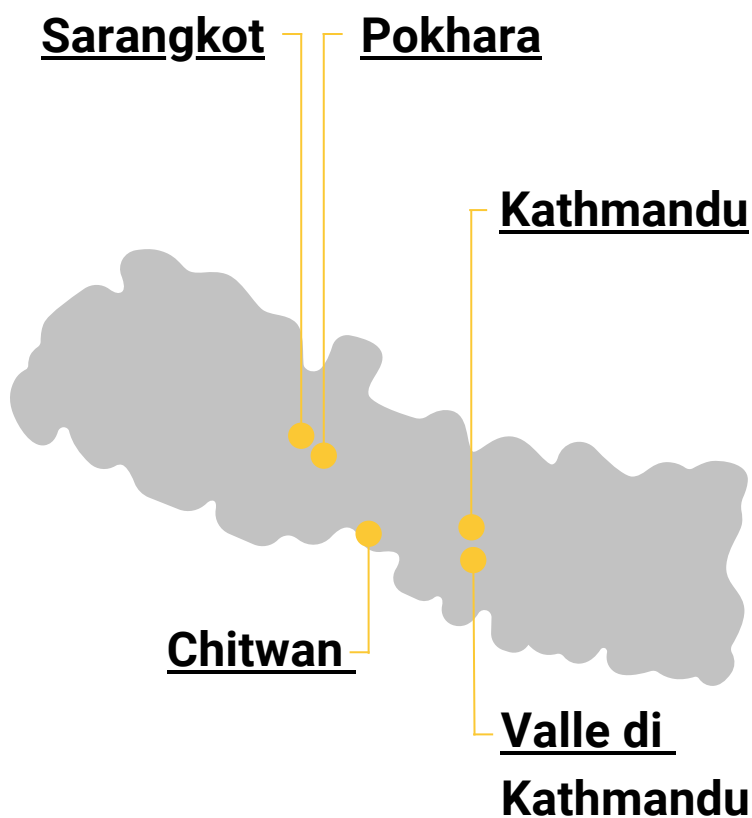 Sarangkot
Pokhara
Kathmandu
Chitwan
Valle di
Kathmandu